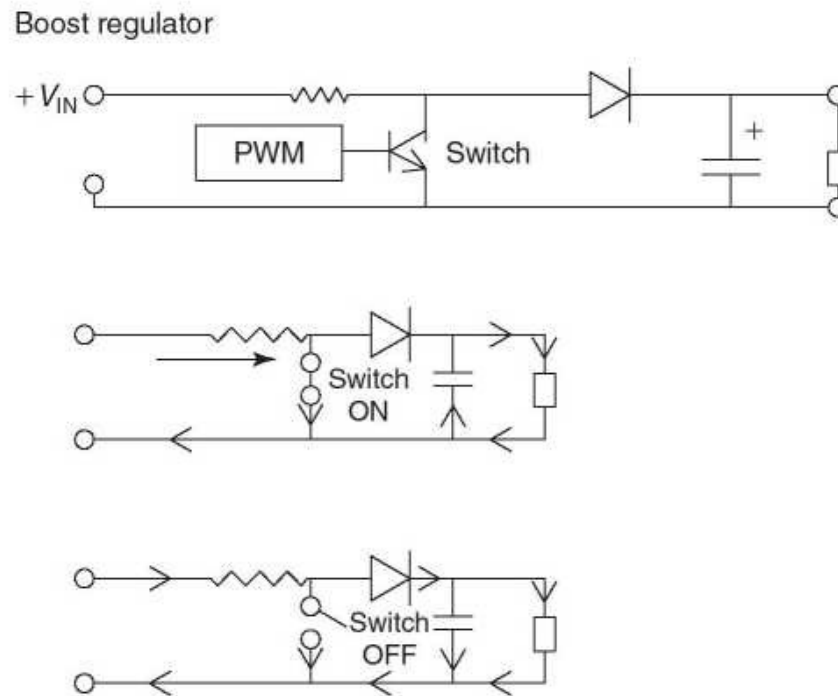 Boost regulator
+ VIN
PWM
Switch
+
Switch
ON
Switch
OFF